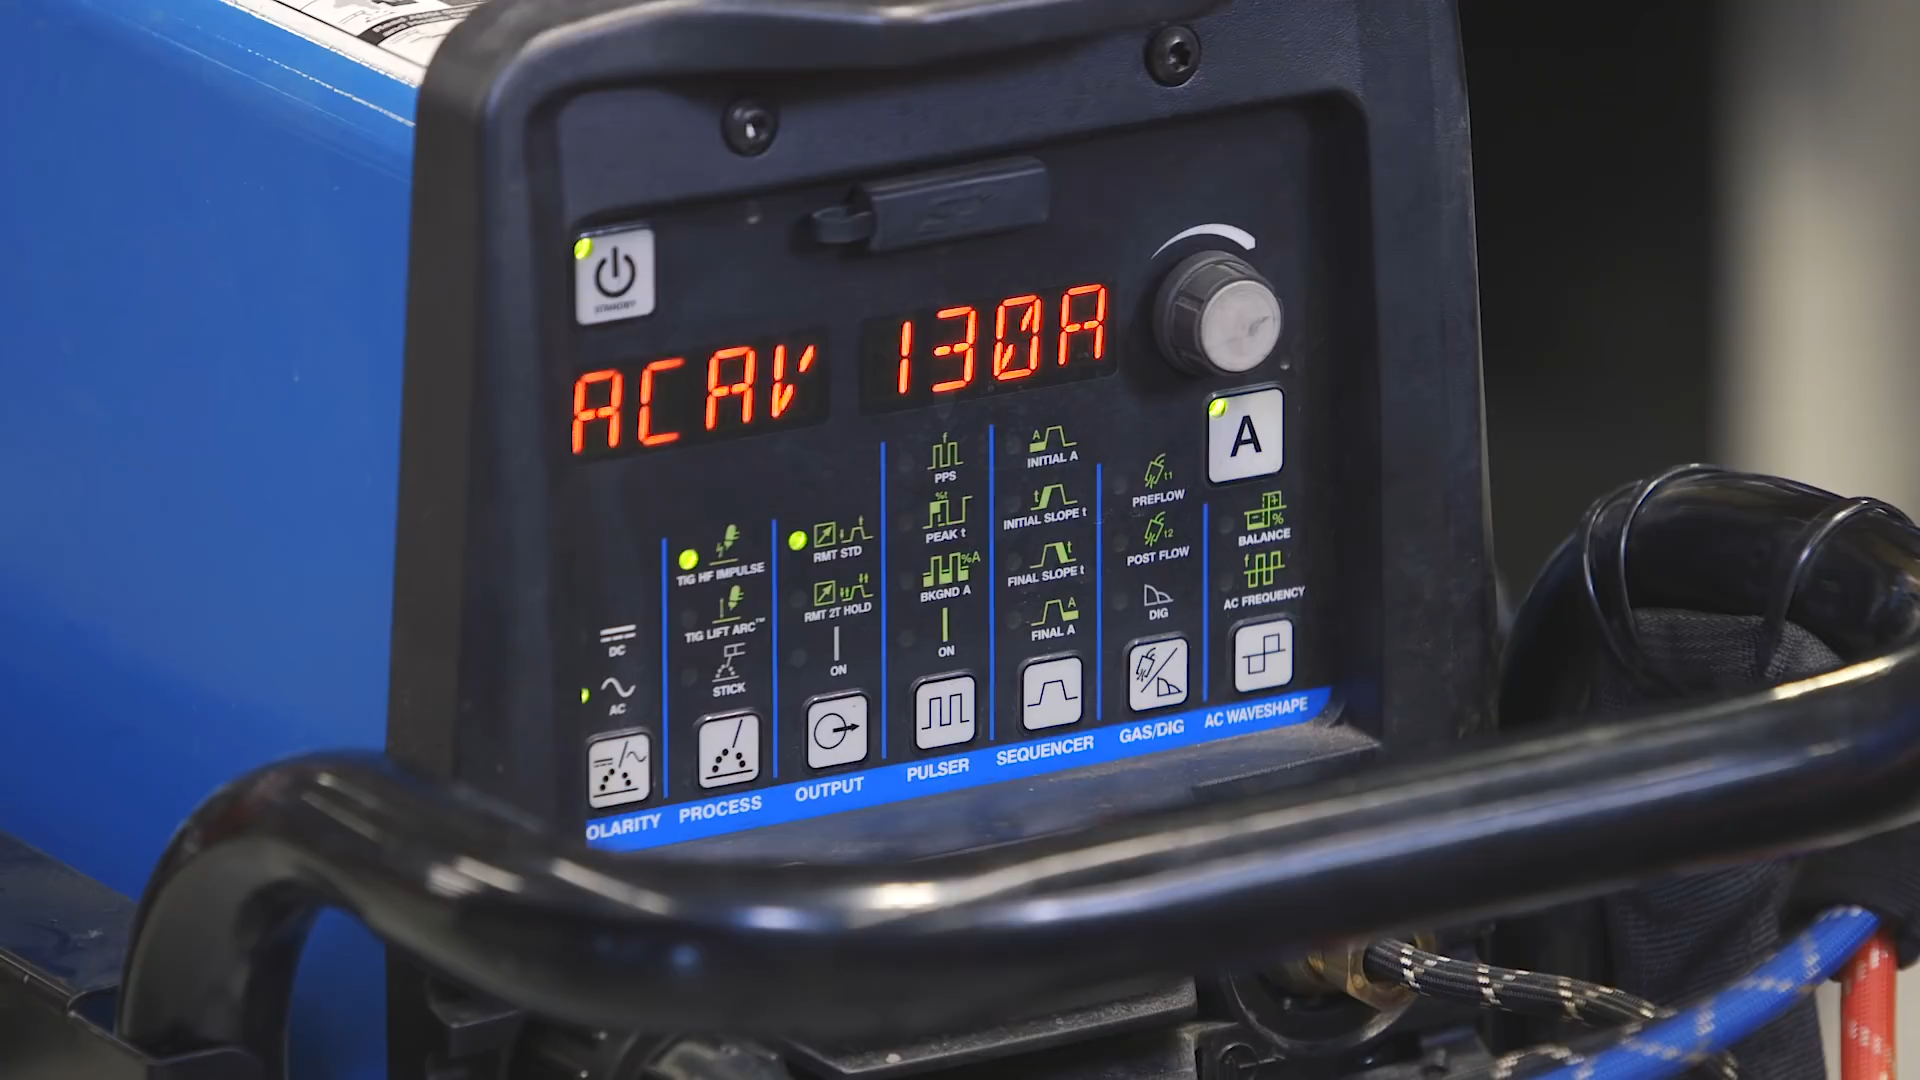 STANDBY
ACAV 130A
A
PPS
PEAK t
BKGND A
ON
INITIAL A
INITIAL SLOPE t
FINAL SLOPE t
FINAL A
PREFLOW
POST FLOW
DIG
BALANCE
AC FREQUENCY
TIG HF IMPULSE
TIG LIFT ARC™
STICK
RMT STD
RMT 2T HOLD
ON
DC
AC
OLARITY PROCESS OUTPUT PULSER SEQUENCER GAS/DIG AC WAVESHAPE